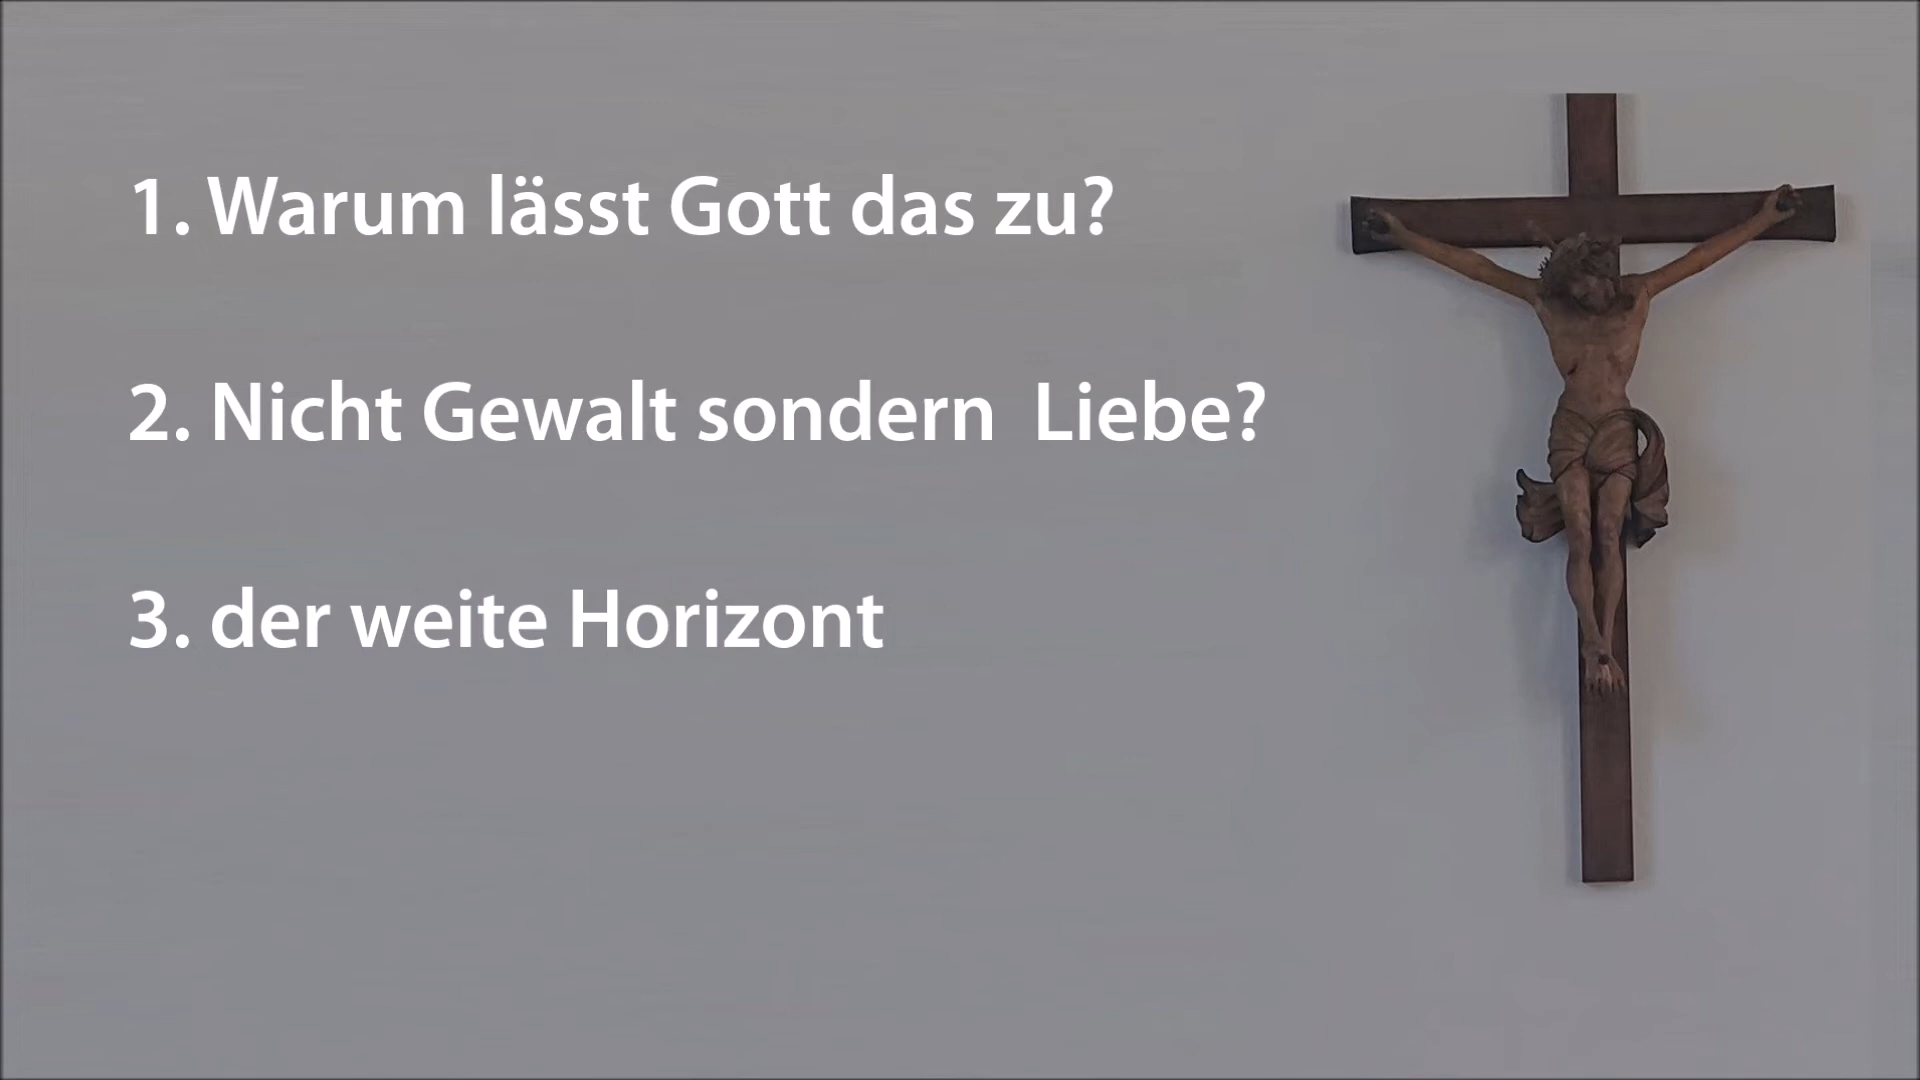 1. Warum lässt Gott das zu?
2. Nicht Gewalt sondern  Liebe?
3. der weite Horizont